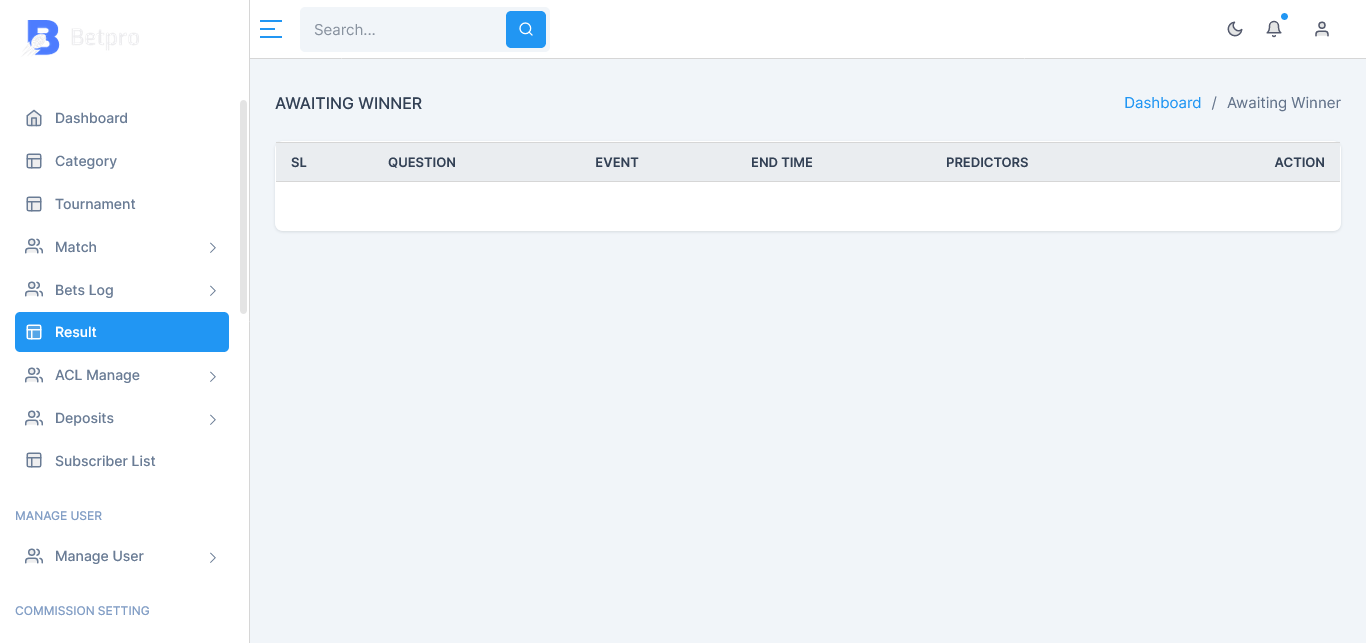 Betpro
Search...
Dashboard
Category
Tournament
Match
Bets Log
Result
ACL Manage
Deposits
Subscriber List
MANAGE USER
Manage User
COMMISSION SETTING
AWAITING WINNER
Dashboard / Awaiting Winner
SL QUESTION EVENT END TIME PREDICTORS ACTION